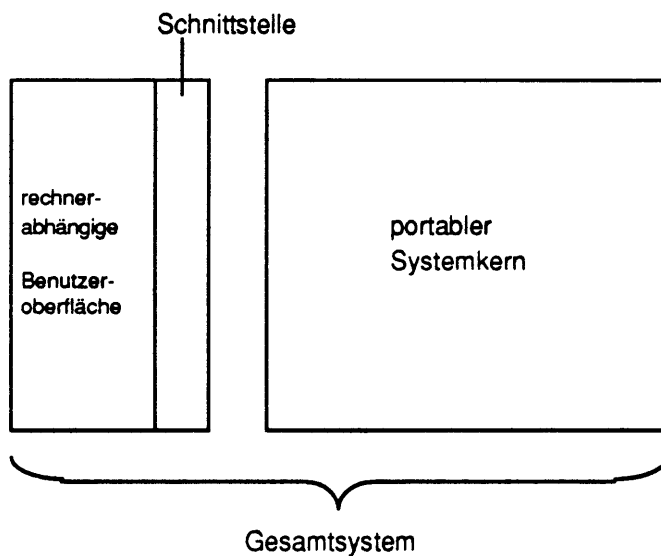 Schnittstelle
rechner-
abhängige
Benutzer-
oberfläche
portabler
Systemkern
Gesamtsystem